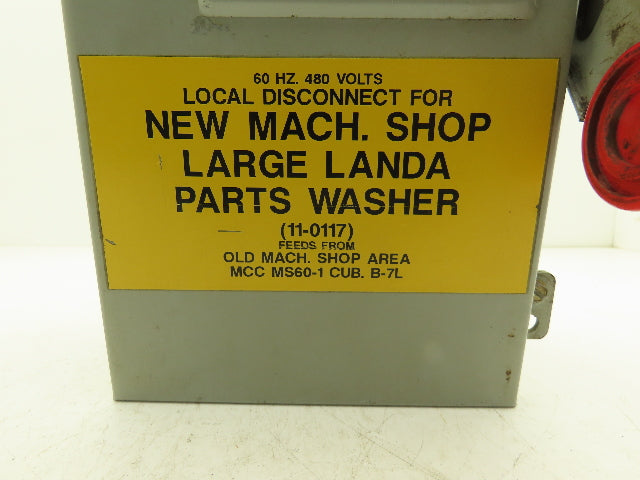 60 HZ. 480 VOLTS
LOCAL DISCONNECT FOR
NEW MACH. SHOP
LARGE LANDA
PARTS WASHER
(11-0117)
FEEDS FROM
OLD MACH. SHOP AREA
MCC MS60-1 CUB. B-7L